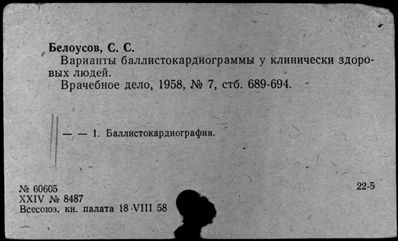 Белоусов, С. С.
Варианты баллистокардиограммы у клинически здоро-
вых людей.
Врачебное дело, 1958, № 7, стб. 689-694.
— — 1. Баллистокардиография.
№ 60605
22-5
XXIV № 8487
Всесоюз. кн. палата 18 VIII 58